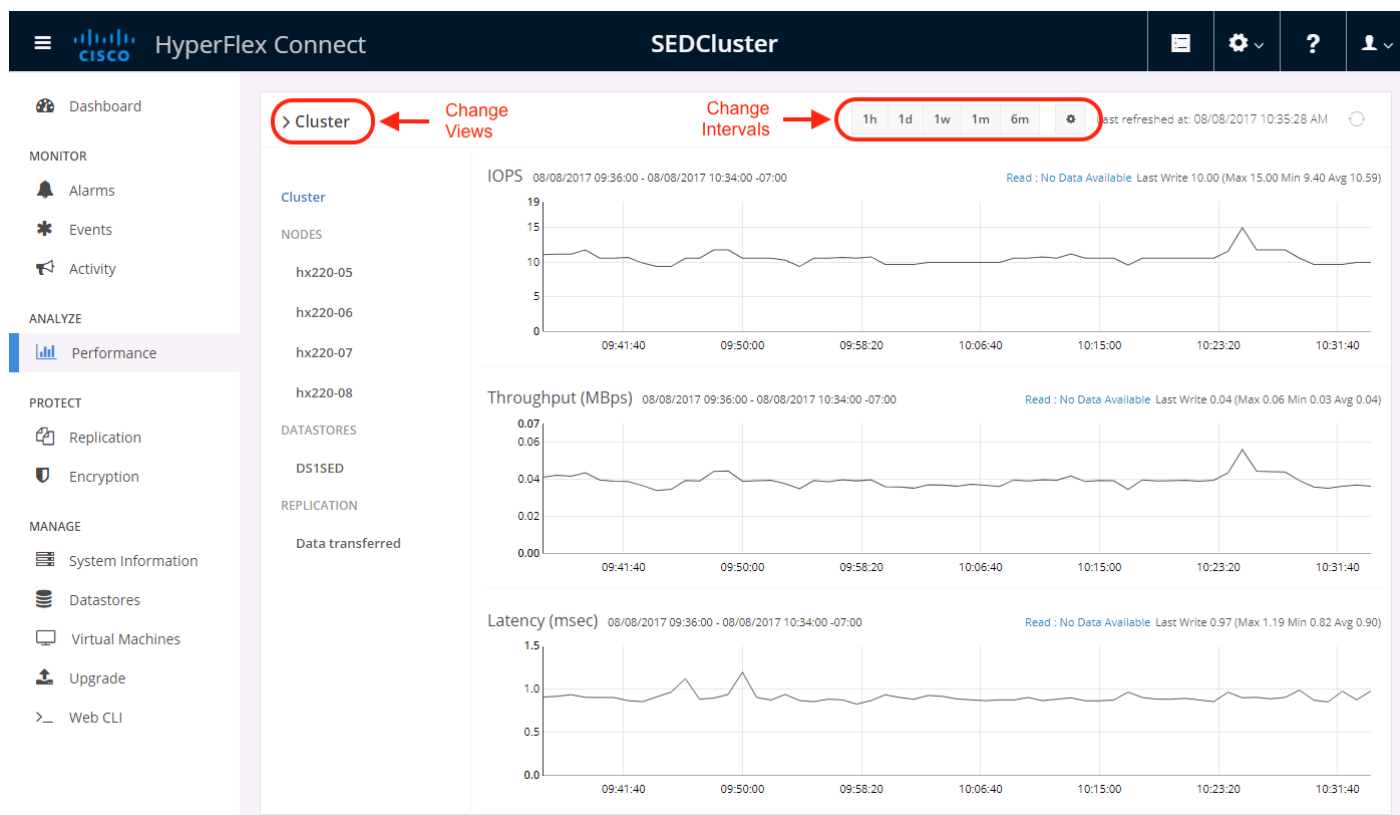 CISCO HyperFlex Connect
SEDCluster
?
Dashboard
MONITOR
Alarms
Events
Activity
ANALYZE
Performance
PROTECT
Replication
Encryption
MANAGE
System Information
Datastores
Virtual Machines
Upgrade
>_ Web CLI
> Cluster
Change
Views
Change
Intervals
1h 1d 1w 1m 6m
Last refreshed at: 08/08/2017 10:35:28 AM
Cluster
NODES
hx220-05
hx220-06
hx220-07
hx220-08
DATASTORES
DS1SED
REPLICATION
Data transferred
IOPS 08/08/2017 09:36:00 - 08/08/2017 10:34:00 -07:00
Read : No Data Available Last Write 10.00 (Max 15.00 Min 9.40 Avg 10.59)
19
15
10
5
0
09:41:40 09:50:00 09:58:20 10:06:40 10:15:00 10:23:20 10:31:40
Throughput (MBps) 08/08/2017 09:36:00 - 08/08/2017 10:34:00 -07:00
Read : No Data Available Last Write 0.04 (Max 0.06 Min 0.03 Avg 0.04)
0.07
0.06
0.04
0.02
0.00
09:41:40 09:50:00 09:58:20 10:06:40 10:15:00 10:23:20 10:31:40
Latency (msec) 08/08/2017 09:36:00 - 08/08/2017 10:34:00 -07:00
Read : No Data Available Last Write 0.97 (Max 1.19 Min 0.82 Avg 0.90)
1.5
1.0
0.5
0.0
09:41:40 09:50:00 09:58:20 10:06:40 10:15:00 10:23:20 10:31:40